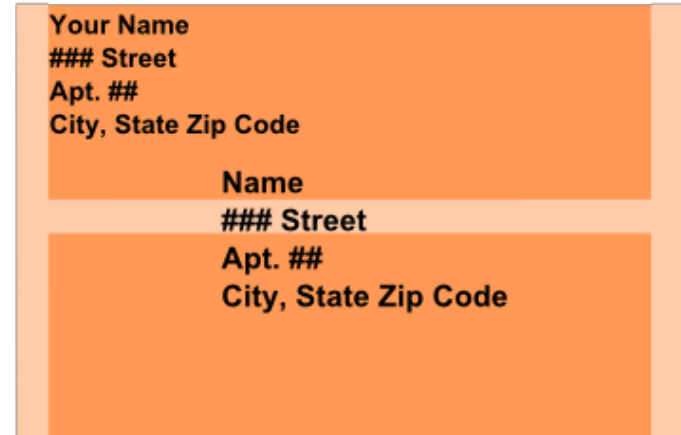 Your Name
### Street
Apt. ##
City, State Zip Code
Name
### Street
Apt. ##
City, State Zip Code